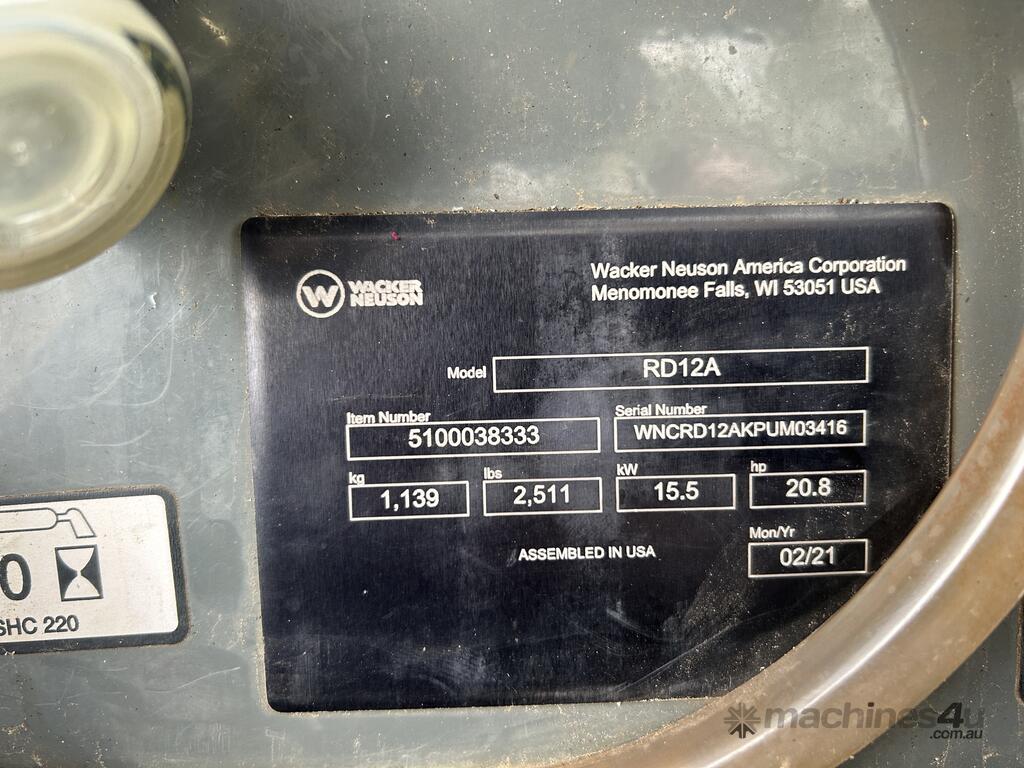 WACKER
NEUSON
Wacker Neuson America Corporation
Menomonee Falls, WI 53051 USA
Model RD12A
Item Number Serial Number
5100038333 WNCRD12AKPUM03416
kg lbs kW hp
1,139 2,511 15.5 20.8
Mon/Yr
ASSEMBLED IN USA 02/21
0
SHC 220
machines4u
.com.au